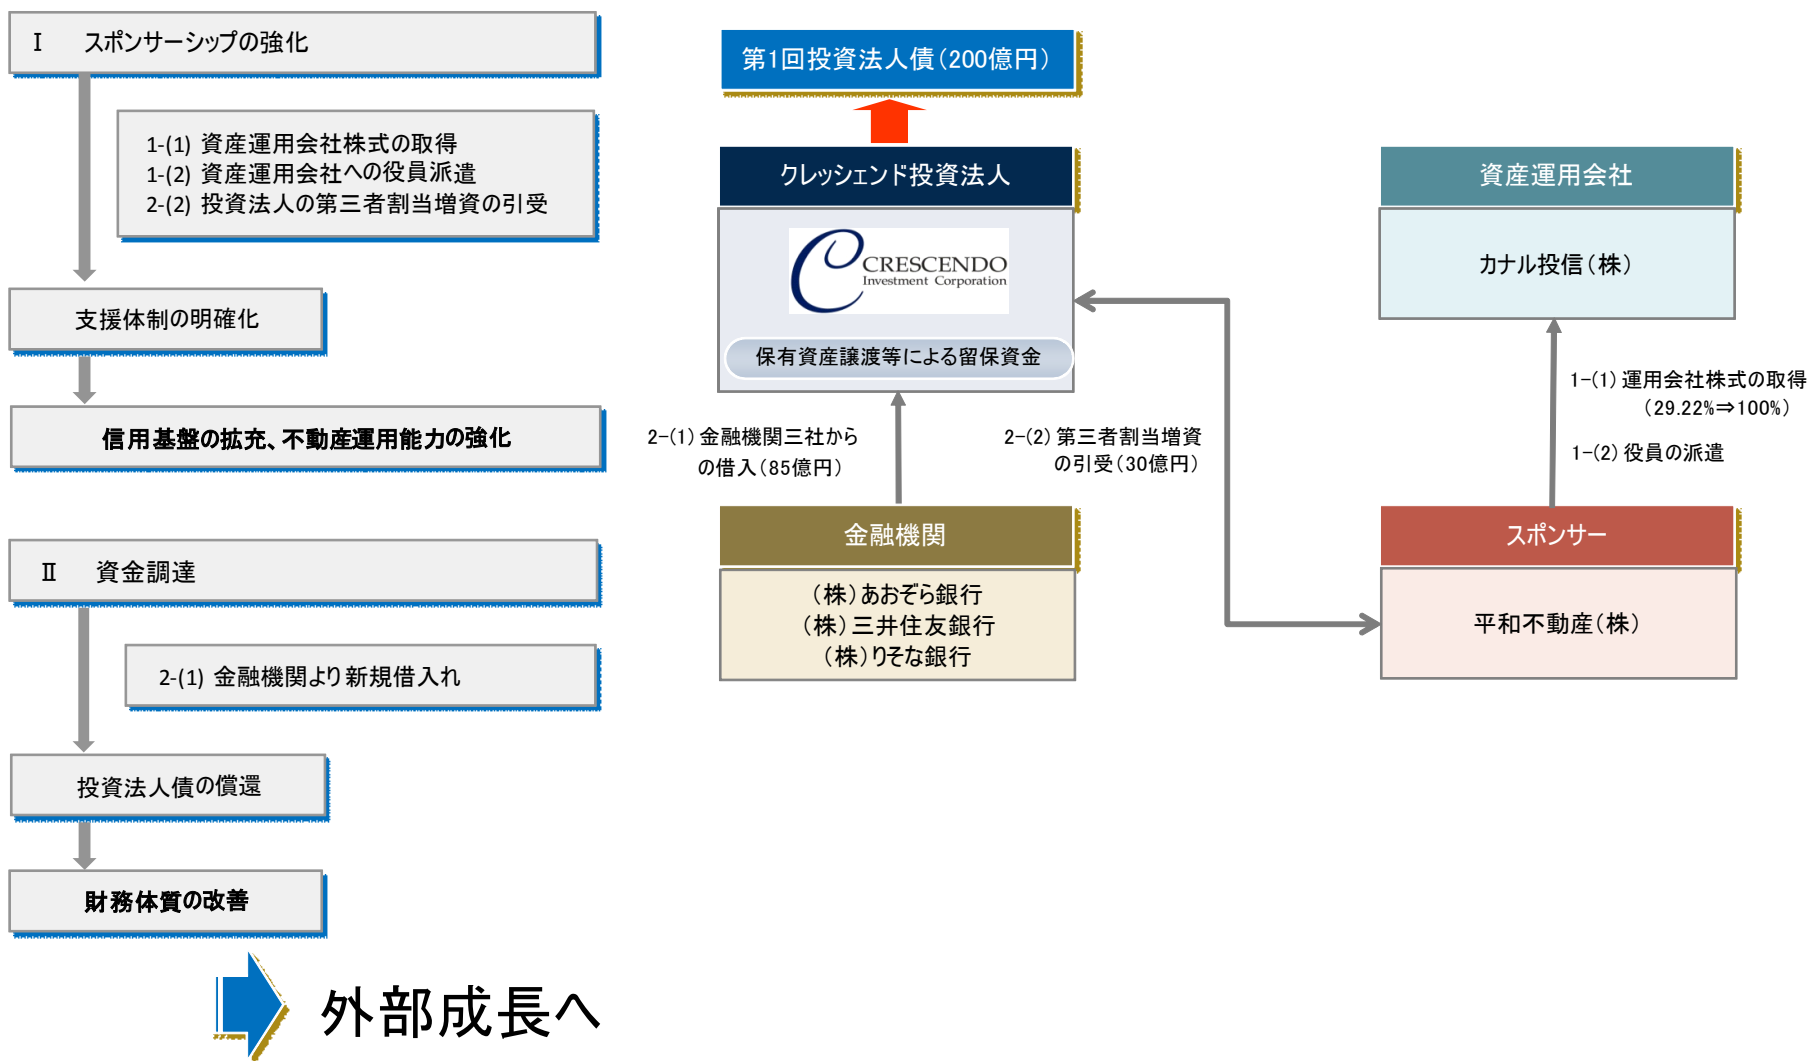 Ⅰ スポンサーシップの強化
1-(1) 資産運用会社株式の取得
1-(2) 資産運用会社への役員派遣
2-(2) 投資法人の第三者割当増資の引受
支援体制の明確化
信用基盤の拡充、不動産運用能力の強化
Ⅱ 資金調達
2-(1) 金融機関より新規借入れ
投資法人債の償還
財務体質の改善
外部成長へ
第1回投資法人債(200億円)
クレッシェンド投資法人
CRESCENDO
Investment Corporation
保有資産譲渡等による留保資金
2-(1) 金融機関三社から
の借入(85億円)
2-(2) 第三者割当増資
の引受(30億円)
金融機関
(株)あおぞら銀行
(株)三井住友銀行
(株)りそな銀行
資産運用会社
カナル投信(株)
1-(1) 運用会社株式の取得
(29.22%⇒100%)
1-(2) 役員の派遣
スポンサー
平和不動産(株)